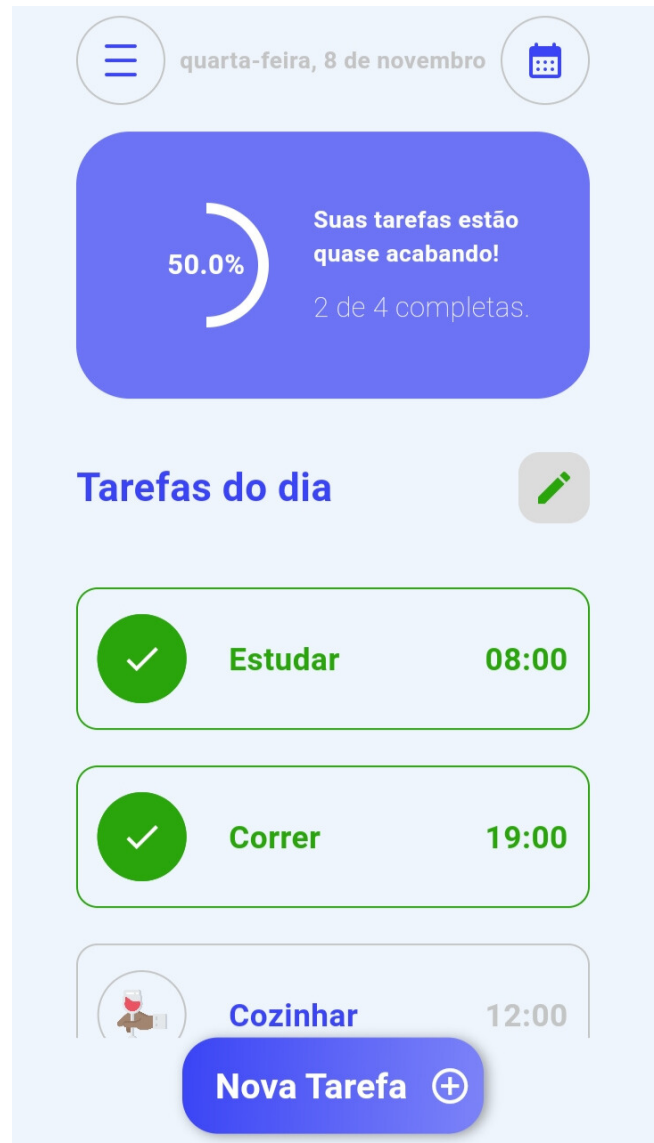 quarta-feira, 8 de novembro
50.0%
Suas tarefas estão
quase acabando!
2 de 4 completas.
Tarefas do dia
Estudar 08:00
Correr 19:00
Cozinhar 12:00
Nova Tarefa